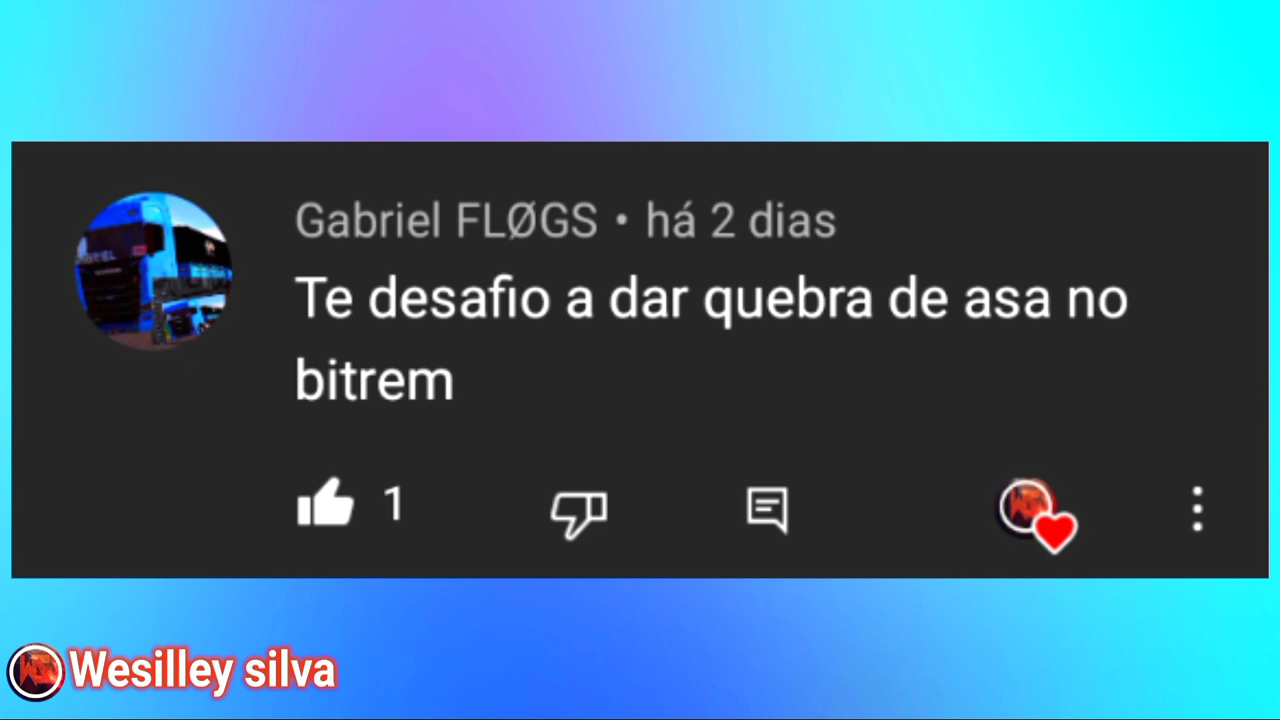 Gabriel FLØGS • há 2 dias
Te desafio a dar quebra de asa no
bitrem
1
Wesilley silva